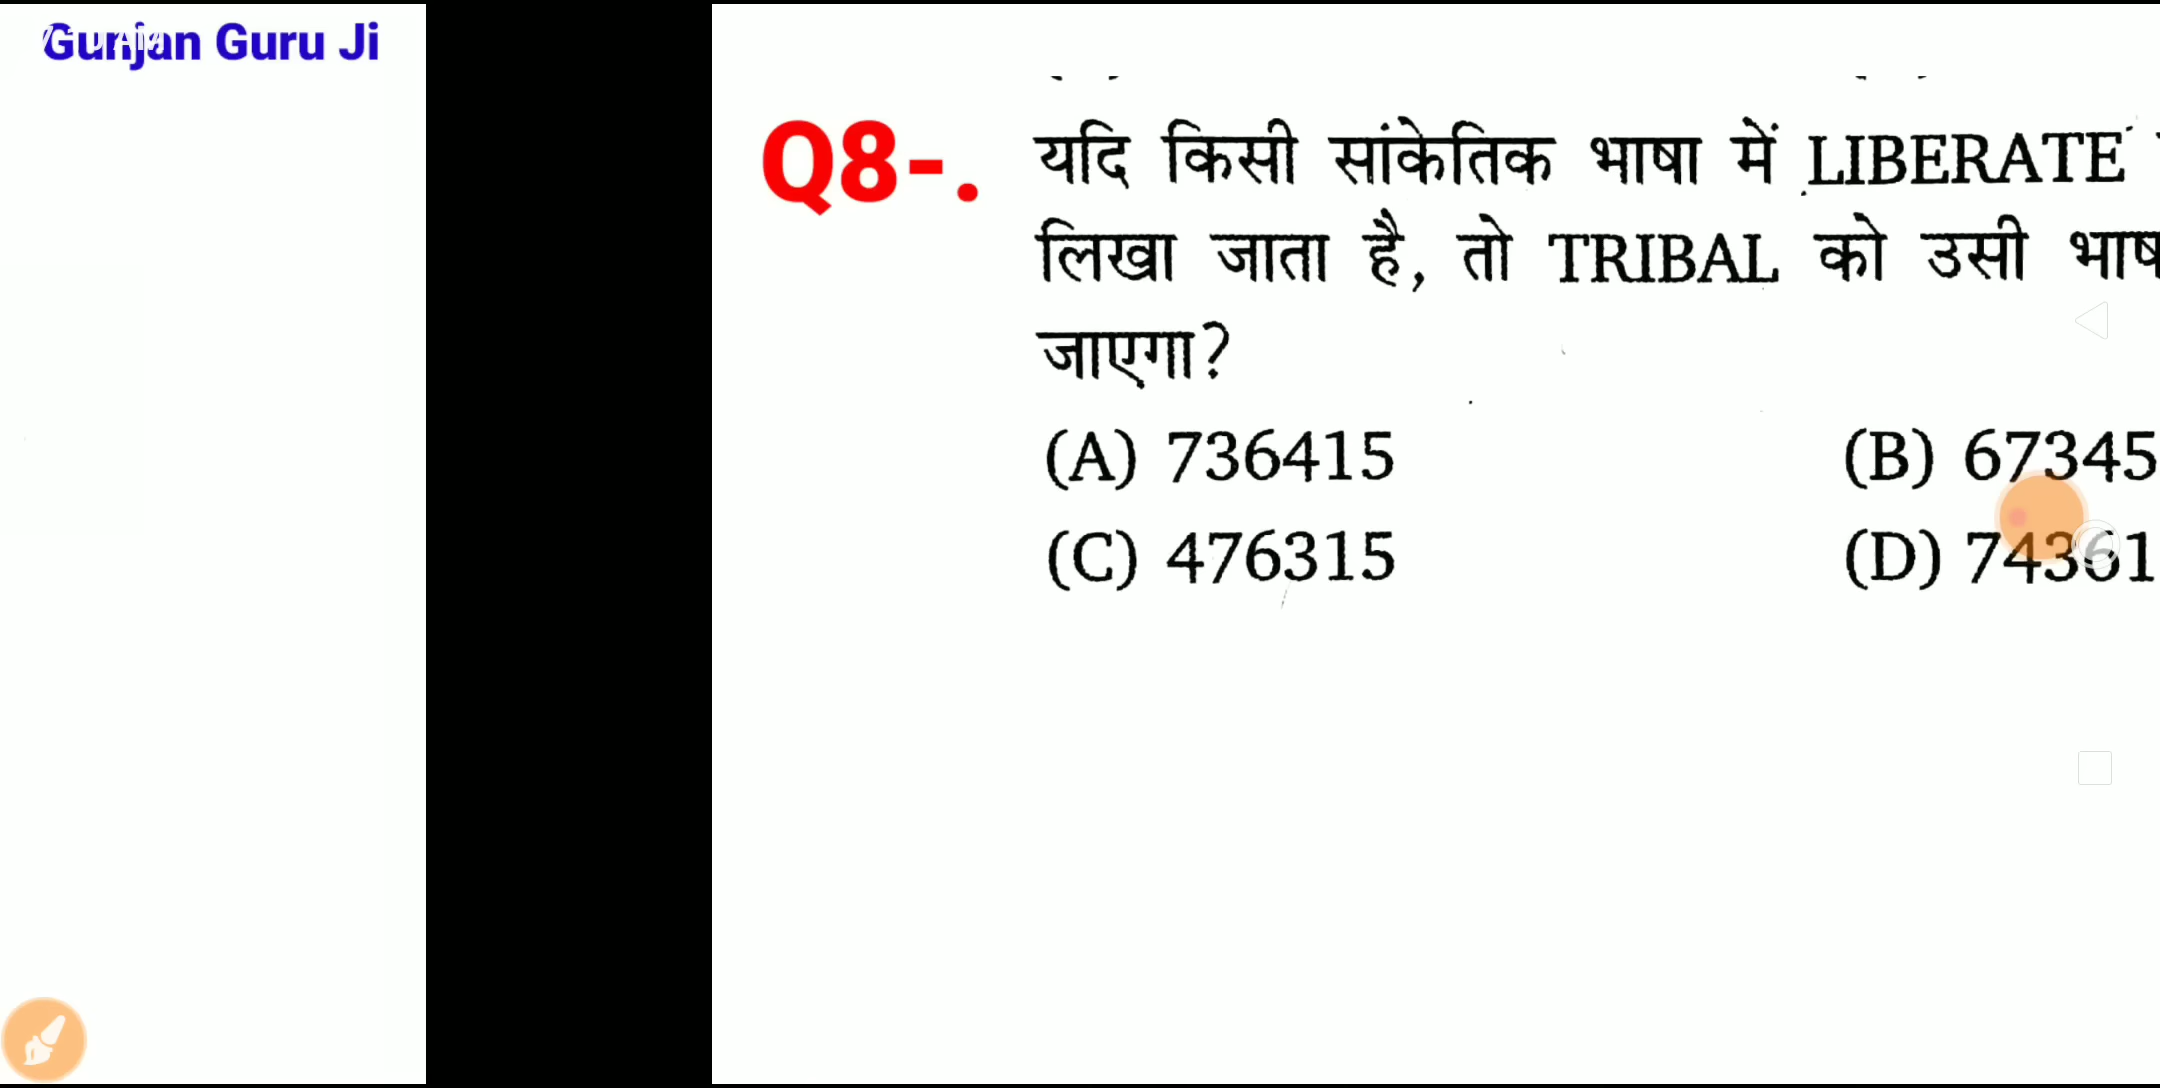 Gunjan Guru Ji
Q8-. यदि किसी सांकेतिक भाषा में LIBERATE
लिखा जाता है, तो TRIBAL को उसी भाष
जाएगा?
(A) 736415 (B) 67345
(C) 476315 (D) 74361